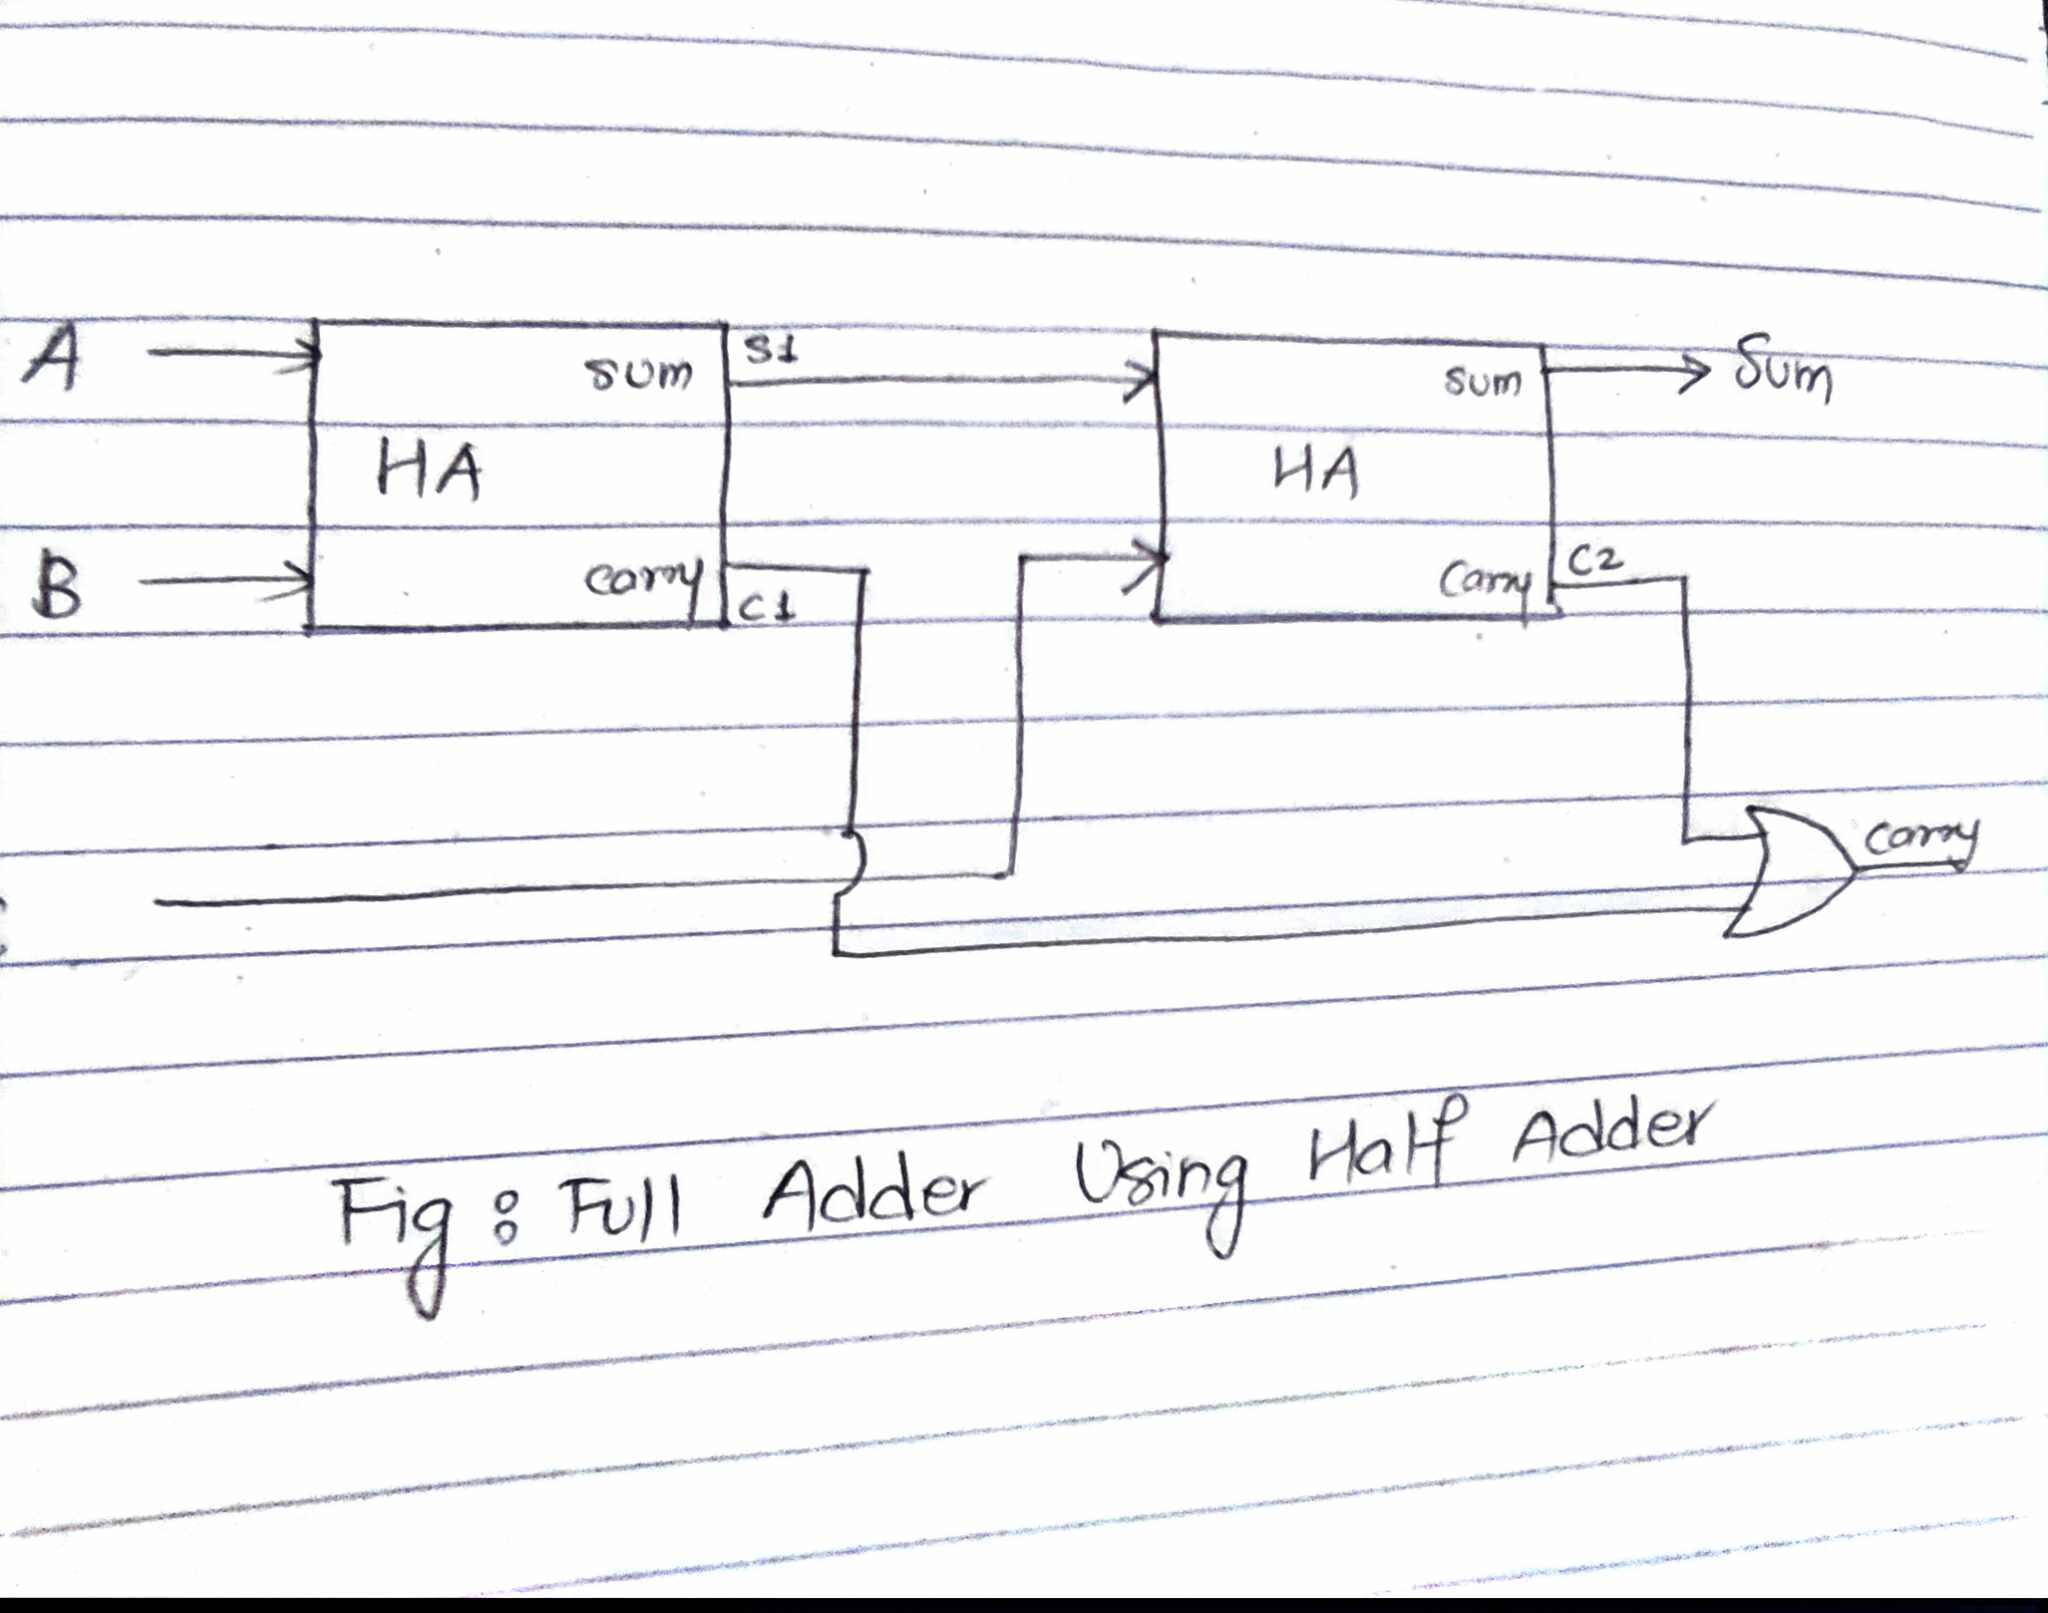 A
sum
S1
sum
Sum
HA
HA
B
carry
C1
Carry
C2
carry
Fig : Full Adder Using Half Adder